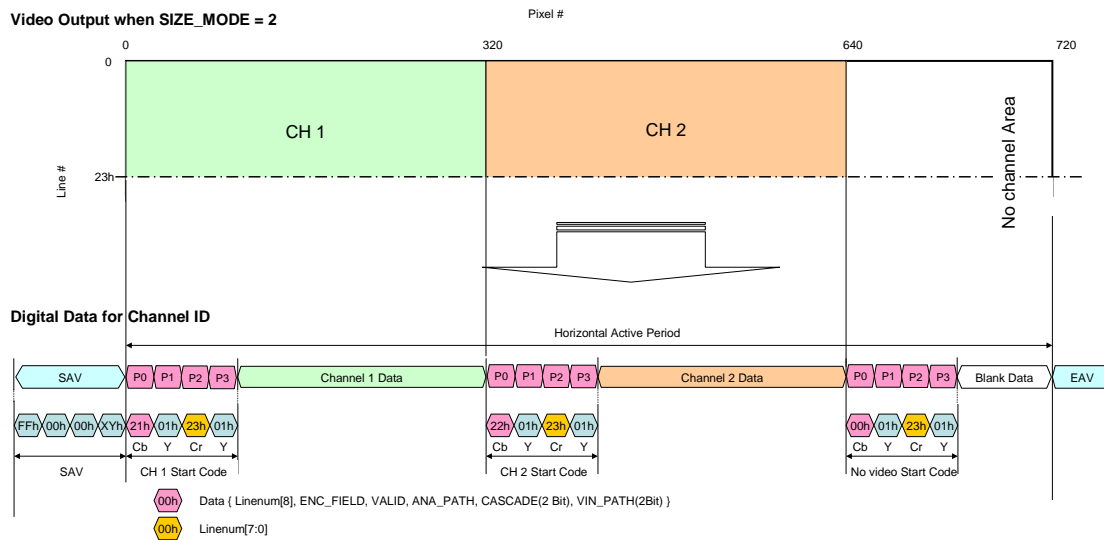 Video Output when SIZE_MODE = 2
Pixel #
0 320 640 720
0
CH 1
CH 2
No channel Area
Line #
23h
Digital Data for Channel ID
Horizontal Active Period
SAV P0 P1 P2 P3 Channel 1 Data P0 P1 P2 P3 Channel 2 Data P0 P1 P2 P3 Blank Data EAV
FFh 00h 00h XYh 21h 01h 23h 01h 22h 01h 23h 01h 00h 01h 23h 01h
Cb Y Cr Y Cb Y Cr Y Cb Y Cr Y
SAV CH 1 Start Code CH 2 Start Code No video Start Code
00h Data { Linenum[8], ENC_FIELD, VALID, ANA_PATH, CASCADE(2 Bit), VIN_PATH(2Bit) }
00h Linenum[7:0]